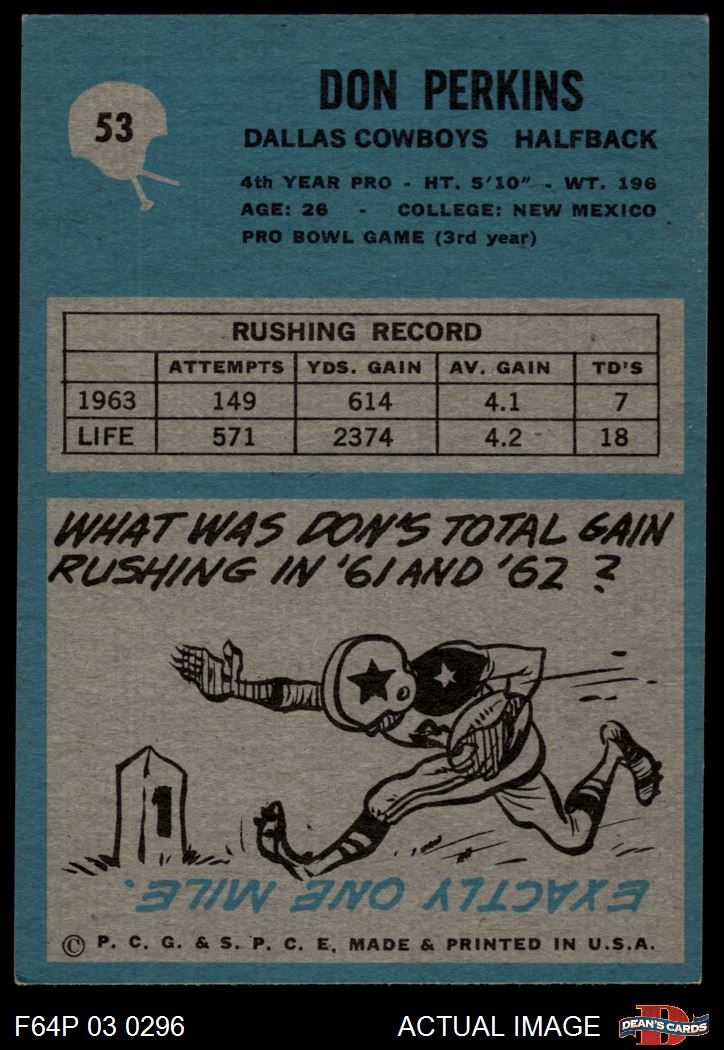 53
DON PERKINS
DALLAS COWBOYS HALFBACK
4th YEAR PRO - HT. 5'10" - WT. 196
AGE: 26 - COLLEGE: NEW MEXICO
PRO BOWL GAME (3rd year)
RUSHING RECORD
ATTEMPTS YDS. GAIN AV. GAIN TD'S
1963 149 614 4.1 7
LIFE 571 2374 4.2 18
WHAT WAS DON'S TOTAL GAIN
RUSHING IN '61 AND '62 ?
1
EXACTLY ONE MILE.
© P. C. G. & S. P. C. E. MADE & PRINTED IN U.S.A.
F64P 03 0296 ACTUAL IMAGE
D
DEAN'S CARDS